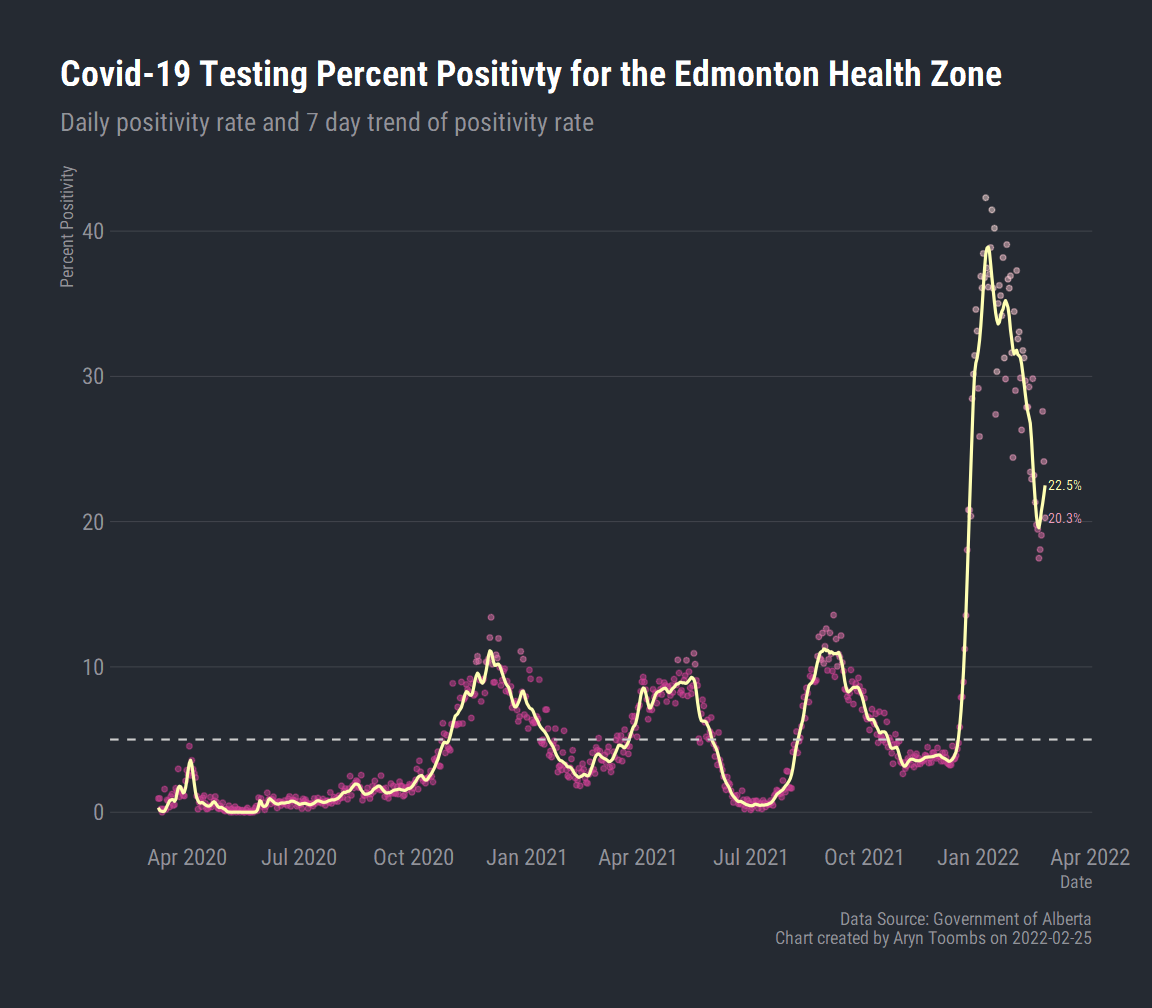 Covid-19 Testing Percent Positivty for the Edmonton Health Zone
Daily positivity rate and 7 day trend of positivity rate
Percent Positivity
40
30
20
10
0
22.5%
20.3%
Apr 2020 Jul 2020 Oct 2020 Jan 2021 Apr 2021 Jul 2021 Oct 2021 Jan 2022 Apr 2022
Date
Data Source: Government of Alberta
Chart created by Aryn Toombs on 2022-02-25